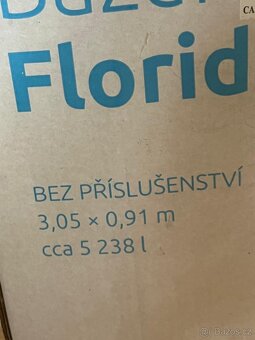 Florid
BEZ PŘÍSLUŠENSTVÍ
3,05 × 0,91 m
cca 5 238 l